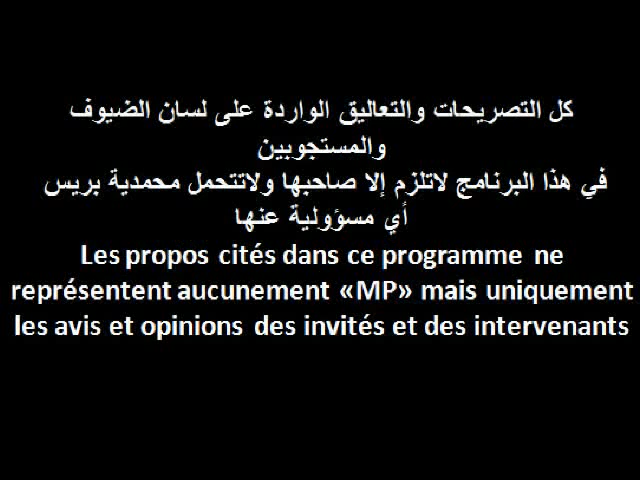 كل التصريحات والتعاليق الواردة على لسان الضيوف
والمستجوبين
في هذا البرنامج لاتلزم إلا صاحبها ولاتتحمل محمدية بريس
أي مسؤولية عنها
Les propos cités dans ce programme ne
représentent aucunement «MP» mais uniquement
les avis et opinions des invités et des intervenants